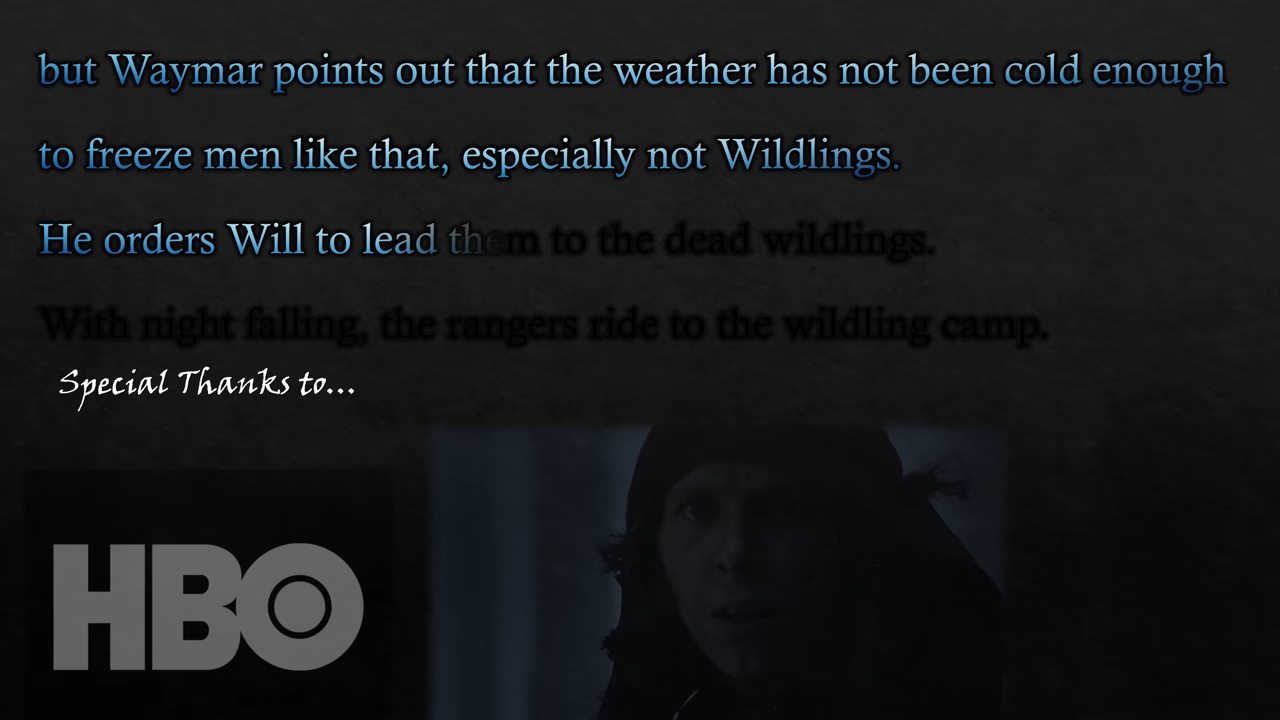 but Waymar points out that the weather has not been cold enough
to freeze men like that, especially not Wildlings.
He orders Will to lead them to the dead wildlings.
With night falling, the rangers ride to the wildling camp.
Special Thanks to...
HBO